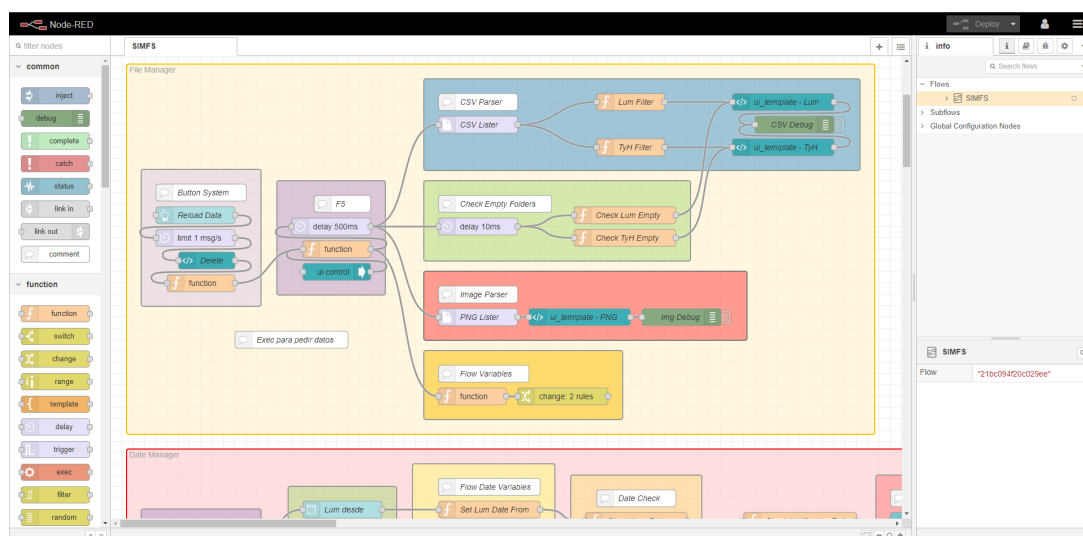 Node-RED
Deploy
filter nodes
SIMFS
info
common
inject
debug
complete
catch
status
link in
link out
comment
function
function
switch
change
range
template
delay
trigger
exec
filter
random
File Manager
CSV Parser
CSV Lister
Lum Filter
TyH Filter
ui_template - Lum
CSV Debug
ui_temiplate - TyH
Button System
Reload Data
limit 1 msg/s
Delete
function
F5
delay 500ms
function
ui control
Check Empty Folders
delay 10ms
Check Lum Empty
Check TyH Empty
Image Parser
PNG Lister
ui_temiplate - PNG
Img Debug
Exec para pedir datos
Flow Variables
function
change: 2 rules
Date Manager
Lum desde
Flow Date Variables
Set Lum Date From
Date Check
Search flows
Flows
SIMFS
Subflows
Global Configuration Nodes
SIMFS
Flow
"21bc094f20c029ee"